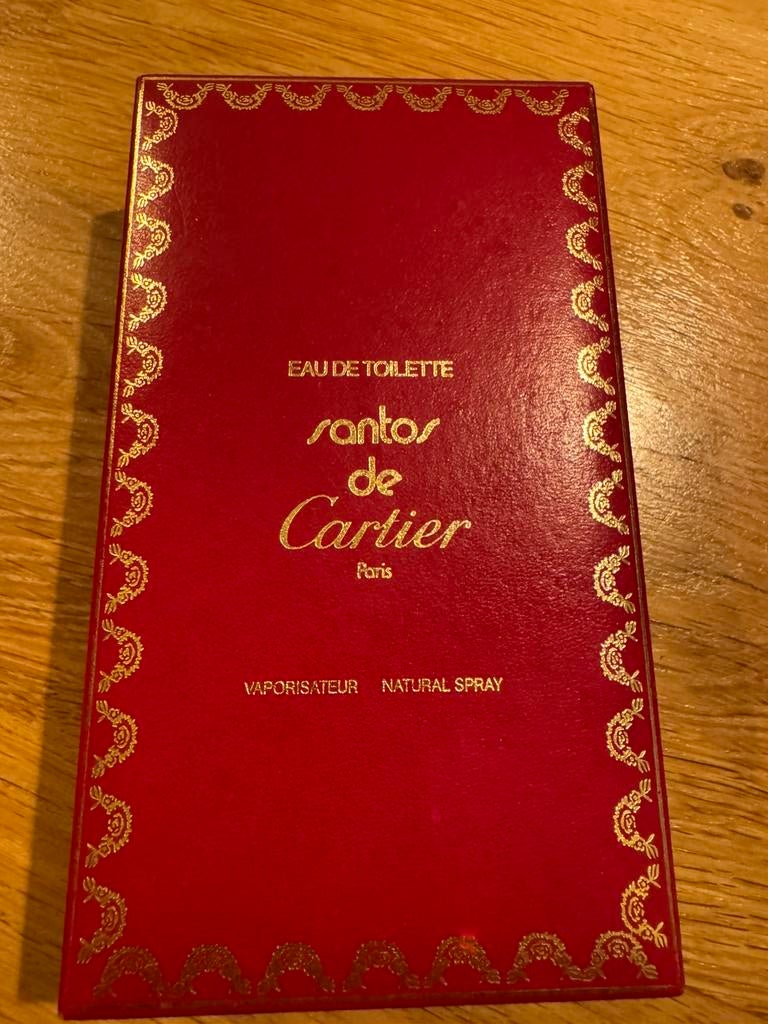 EAU DE TOILETTE
santos
de
Cartier
Paris
VAPORISATEUR NATURAL SPRAY